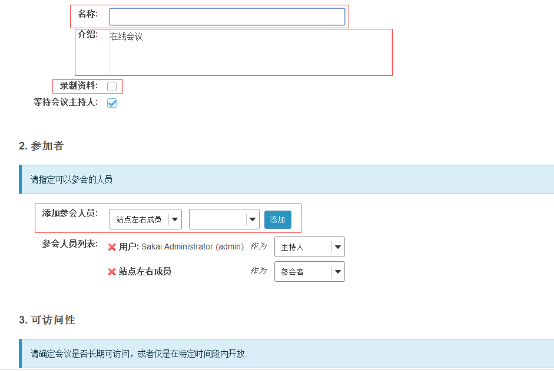 名称:
介绍:
在线会议
录制资料:
等待会议主持人:
2. 参加者
请指定可以参会的人员.
添加参会人员: 站点左右成员 添加
参会人员列表: 用户: Sakai Administrator (admin) 作为 主持人
站点左右成员 作为 参会者
3. 可访问性
请确定会议是否长期可访问，或者仅是在特定时间段内开放.